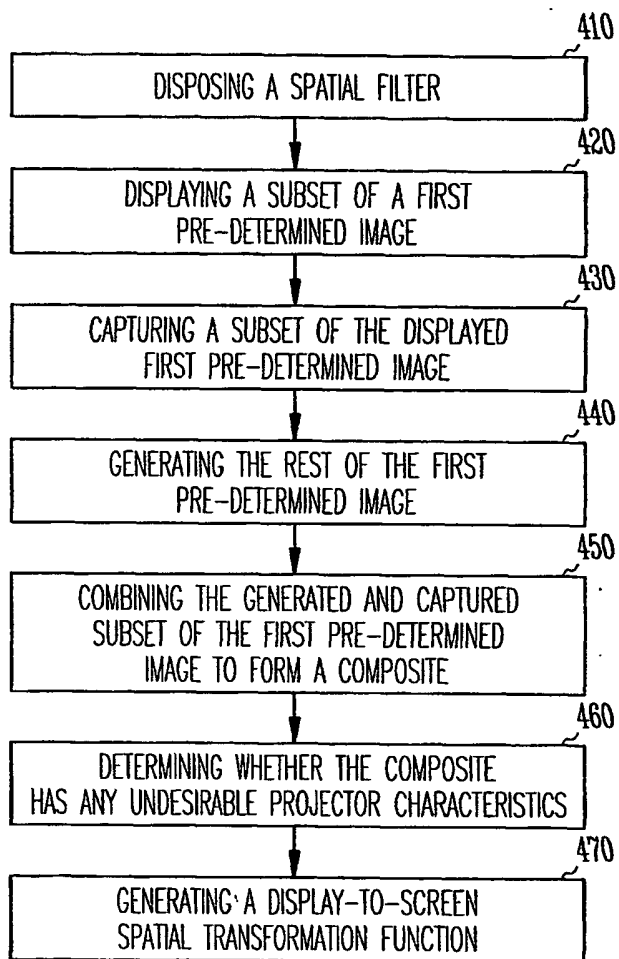 410
DISPOSING A SPATIAL FILTER
420
DISPLAYING A SUBSET OF A FIRST
PRE-DETERMINED IMAGE
430
CAPTURING A SUBSET OF THE DISPLAYED
FIRST PRE-DETERMINED IMAGE
440
GENERATING THE REST OF THE FIRST
PRE-DETERMINED IMAGE
450
COMBINING THE GENERATED AND CAPTURED
SUBSET OF THE FIRST PRE-DETERMINED
IMAGE TO FORM A COMPOSITE
460
DETERMINING WHETHER THE COMPOSITE
HAS ANY UNDESIRABLE PROJECTOR CHARACTERISTICS
470
GENERATING A DISPLAY-TO-SCREEN
SPATIAL TRANSFORMATION FUNCTION